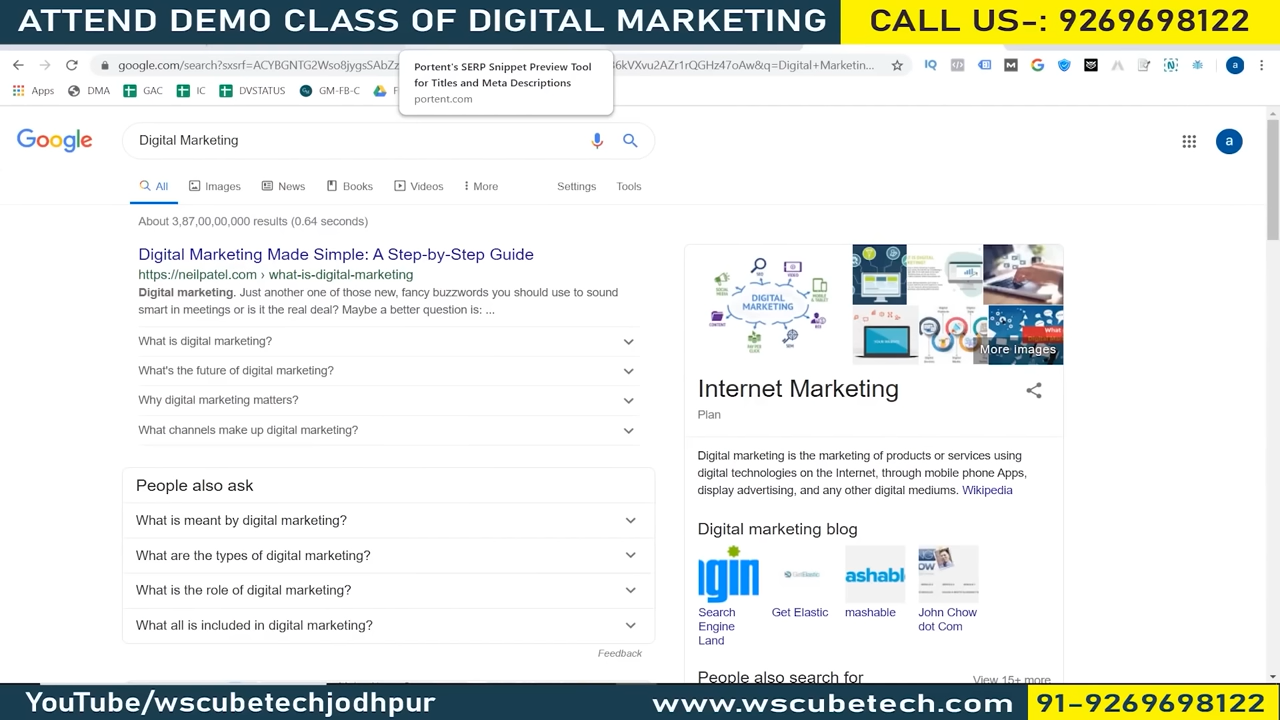 ATTEND DEMO CLASS OF DIGITAL MARKETING
CALL US-: 9269698122
google.com/search?sxsrf=ACYBGNTG2Wso8jygsSAbZz
6kVXvu2AZr1rQGHz47oAw&q=Digital+Marketin...
Portent's SERP Snippet Preview Tool
for Titles and Meta Descriptions
portent.com
Apps DMA GAC IC DVSTATUS GM-FB-C F
Google
Digital Marketing
a
All Images News Books Videos More Settings Tools
About 3,87,00,00,000 results (0.64 seconds)
Digital Marketing Made Simple: A Step-by-Step Guide
digital-marketing
one of those new, fancy buzzwords you should use to sound
smart in meetings or is it the real deal? Maybe a better question is: ...
What is digital marketing?
What's the future of digital marketing?
Why digital marketing matters?
What channels make up digital marketing?
People also ask
What is meant by digital marketing?
What are the types of digital marketing?
What is the role of digital marketing?
What all is included in digital marketing?
Feedback
DIGITAL
MARKETING
More Images
Internet Marketing
Plan
Digital marketing is the marketing of products or services using
digital technologies on the Internet, through mobile phone Apps,
display advertising, and any other digital mediums. Wikipedia
Digital marketing blog
Search
Engine
Land
Get Elastic
mashable
John Chow
dot Com
People also search for
View 15+ more
YouTube/wscubetechjodhpur
www.wscubetech.com
91-9269698122